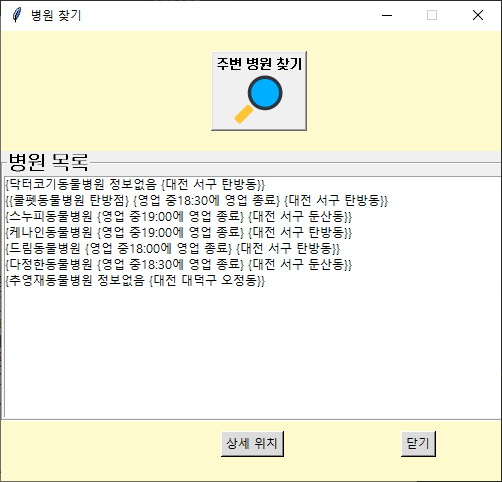 병원 찾기
주변 병원 찾기
병원 목록
{닥터코기동물병원 정보없음 {대전 서구 탄방동}}
{{쿨펫동물병원 탄방점} {영업 중18:30에 영업 종료} {대전 서구 탄방동}}
{스누피동물병원 {영업 중19:00에 영업 종료} {대전 서구 둔산동}}
{케나인동물병원 {영업 중19:00에 영업 종료} {대전 서구 탄방동}}
{드림동물병원 {영업 중18:00에 영업 종료} {대전 서구 탄방동}}
{다정한동물병원 {영업 중18:30에 영업 종료} {대전 서구 둔산동}}
{추영재동물병원 정보없음 {대전 대덕구 오정동}}
상세 위치
닫기